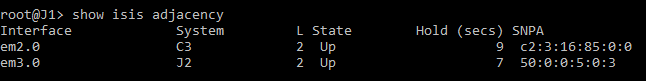 root@J1> show isis adjacency
Interface             System         L State        Hold (secs) SNPA
em2.0                 C3             2  Up                    9  c2:3:16:85:0:0
em3.0                 J2             2  Up                    7  50:0:0:5:0:3